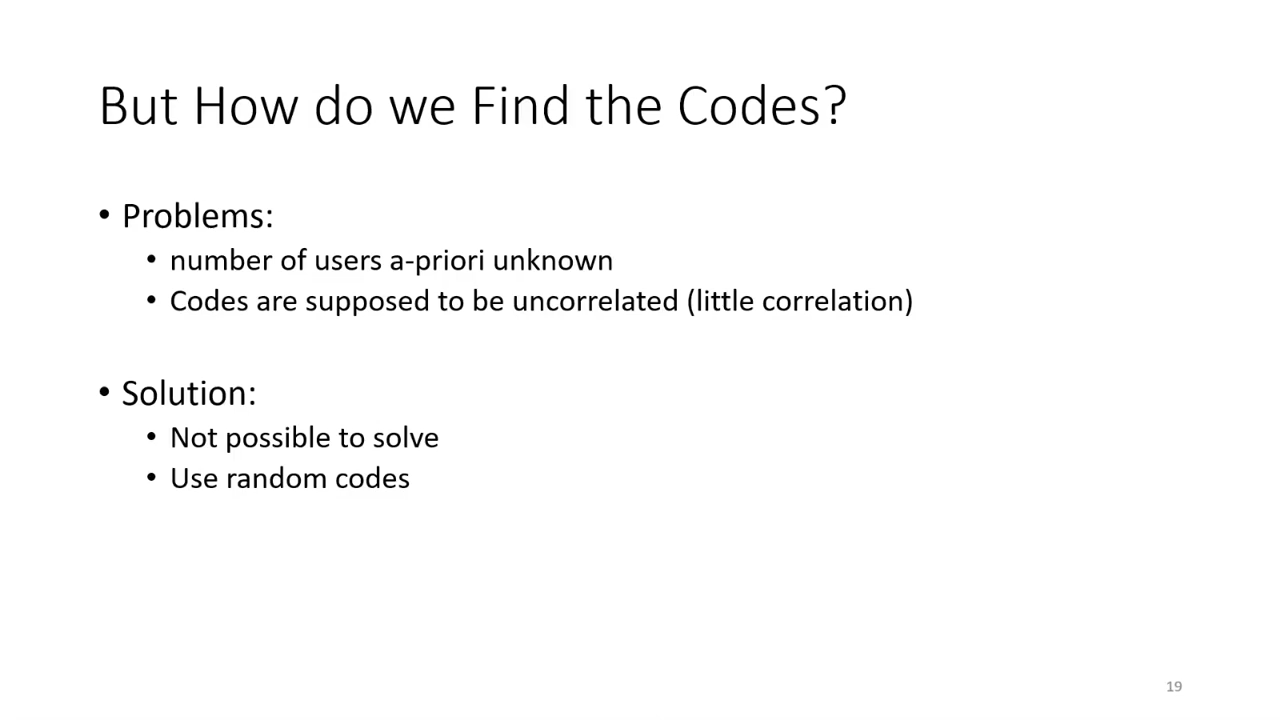 But How do we Find the Codes?
• Problems:
• number of users a-priori unknown
• Codes are supposed to be uncorrelated (little correlation)
• Solution:
• Not possible to solve
• Use random codes
19